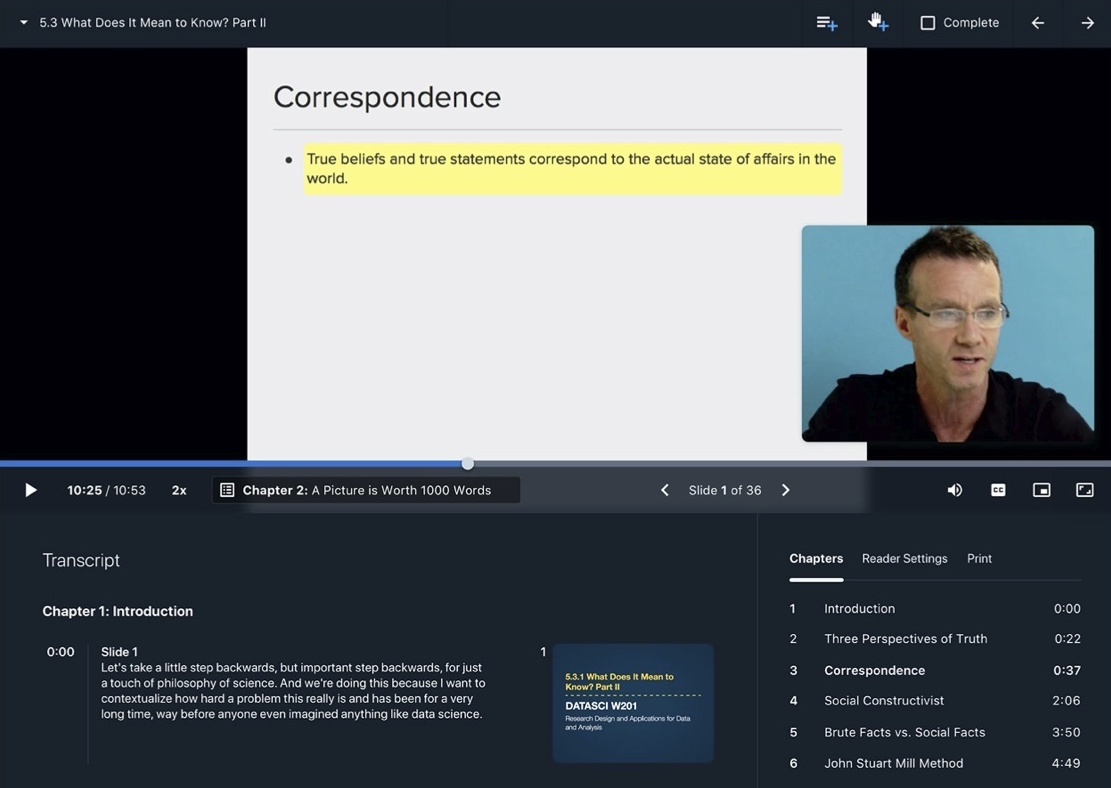 5.3 What Does It Mean to Know? Part II
Complete
Correspondence
• True beliefs and true statements correspond to the actual state of affairs in the
world.
10:25 / 10:53
2x
Chapter 2: A Picture is Worth 1000 Words
Slide 1 of 36
CC
Transcript
Chapter 1: Introduction
0:00
Slide 1
Let's take a little step backwards, but important step backwards, for just
a touch of philosophy of science. And we're doing this because I want to
contextualize how hard a problem this really is and has been for a very
long time, way before anyone even imagined anything like data science.
1
5.3.1 What Does It Mean to
Know? Part II
DATASCI W201
Research Design and Applications for Data
and Analysis
Chapters Reader Settings Print
1 Introduction 0:00
2 Three Perspectives of Truth 0:22
3 Correspondence 0:37
4 Social Constructivist 2:06
5 Brute Facts vs. Social Facts 3:50
6 John Stuart Mill Method 4:49